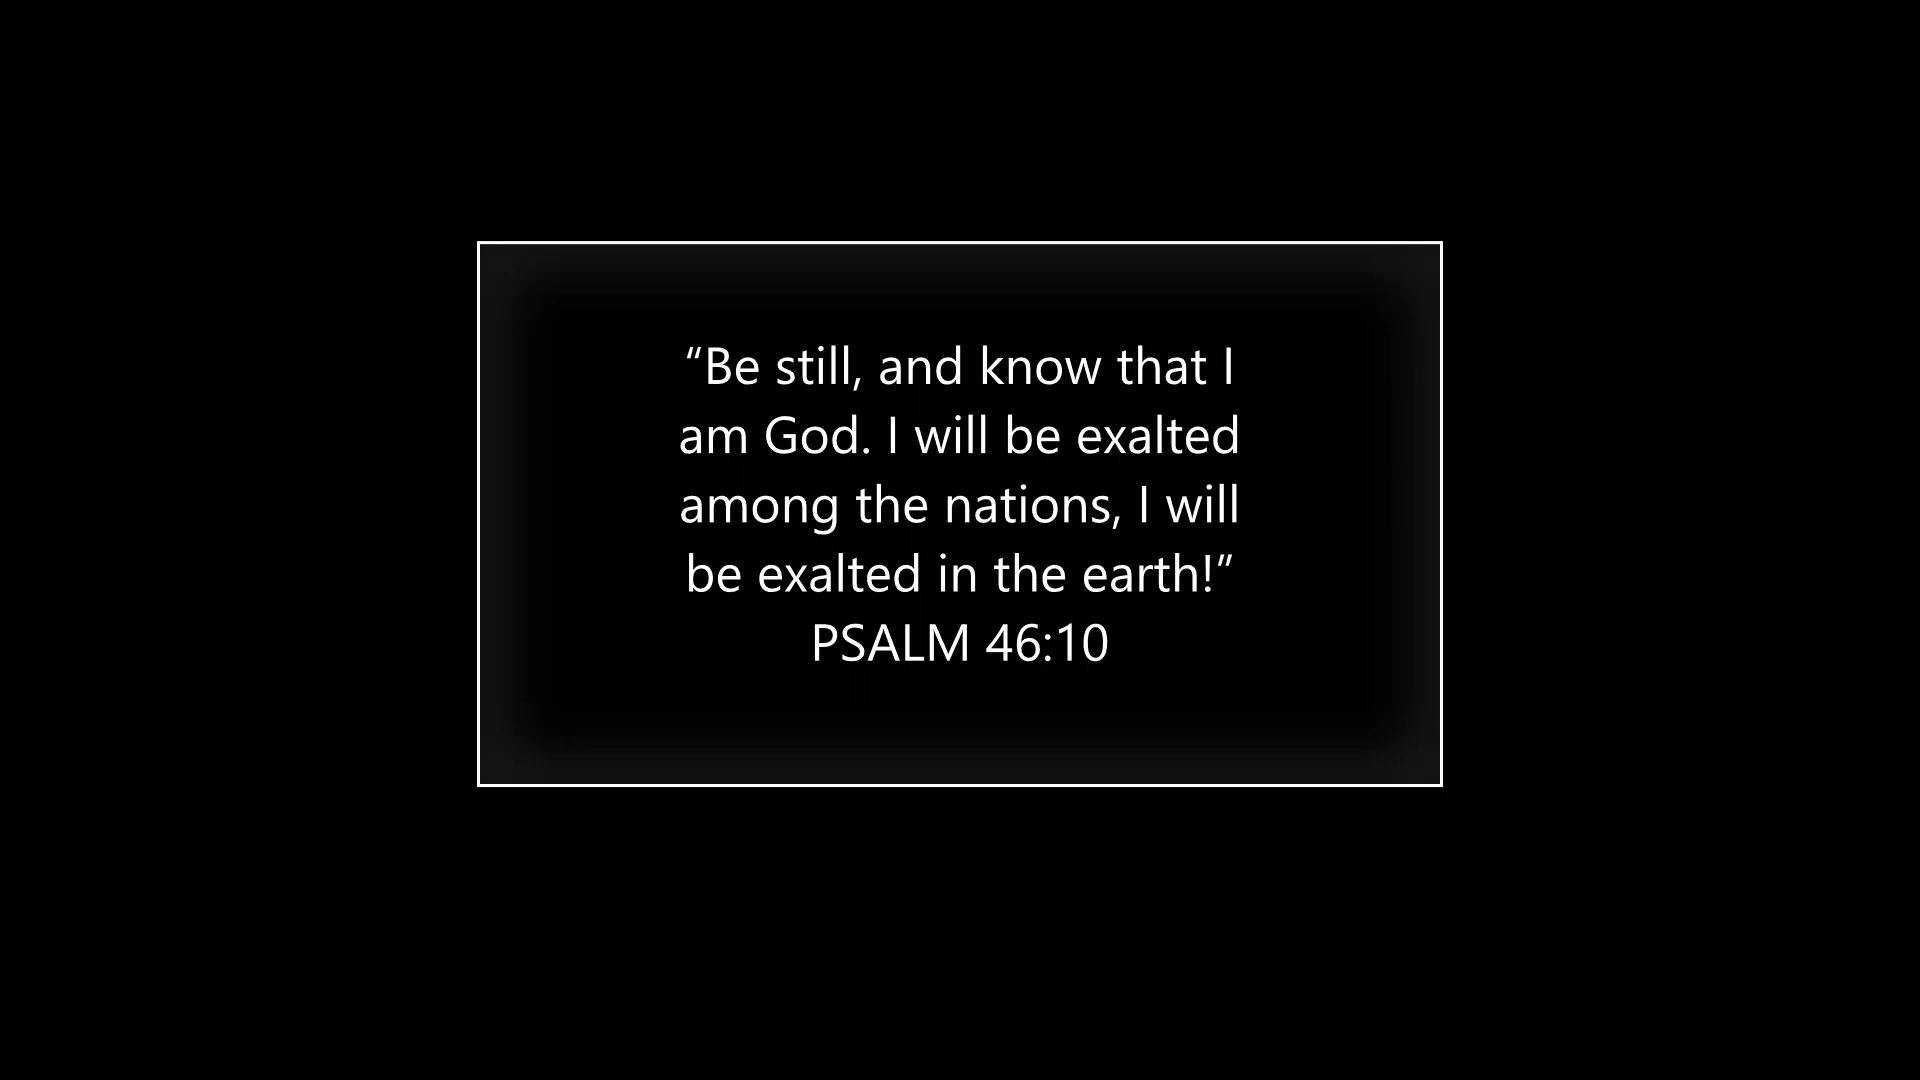 “Be still, and know that I
am God. I will be exalted
among the nations, I will
be exalted in the earth!”
PSALM 46:10